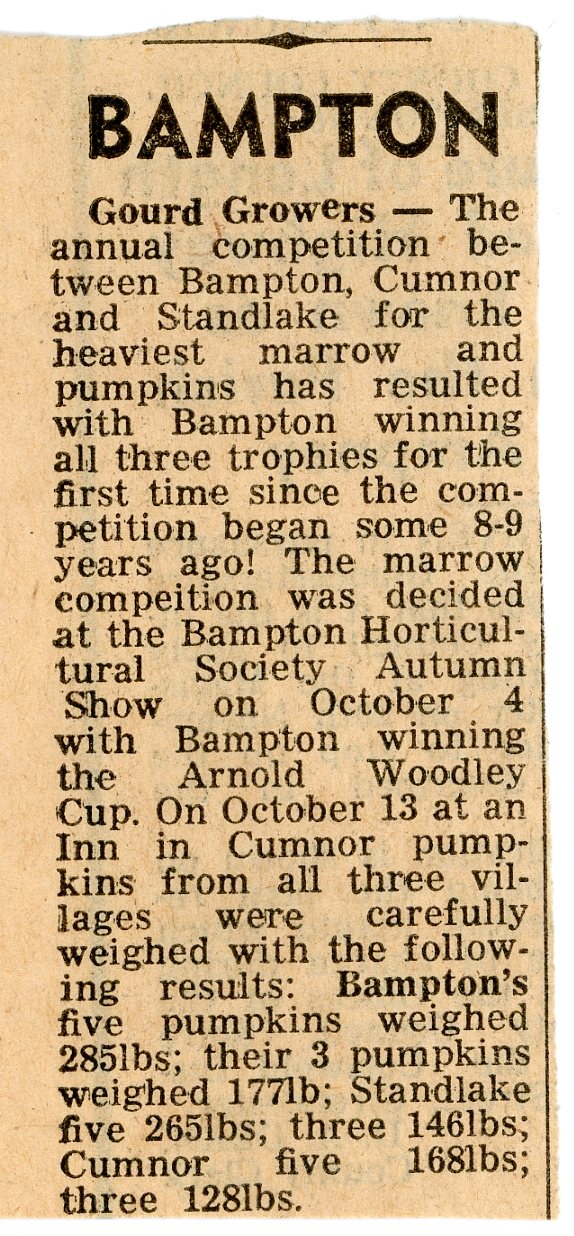 BAMPTON
Gourd Growers — The
annual competition be-
tween Bampton, Cumnor
and Standlake for the
heaviest marrow and
pumpkins has resulted
with Bampton winning
all three trophies for the
first time since the com-
petition began some 8-9
years ago! The marrow
compeition was decided
at the Bampton Horticul-
tural Society Autumn
Show on October 4
with Bampton winning
the Arnold Woodley
Cup. On October 13 at an
Inn in Cumnor pump-
kins from all three vil-
lages were carefully
weighed with the follow-
ing results: Bampton's
five pumpkins weighed
285lbs; their 3 pumpkins
weighed 177lb; Standlake
five 265lbs; three 146lbs;
Cumnor five 168lbs;
three 128lbs.